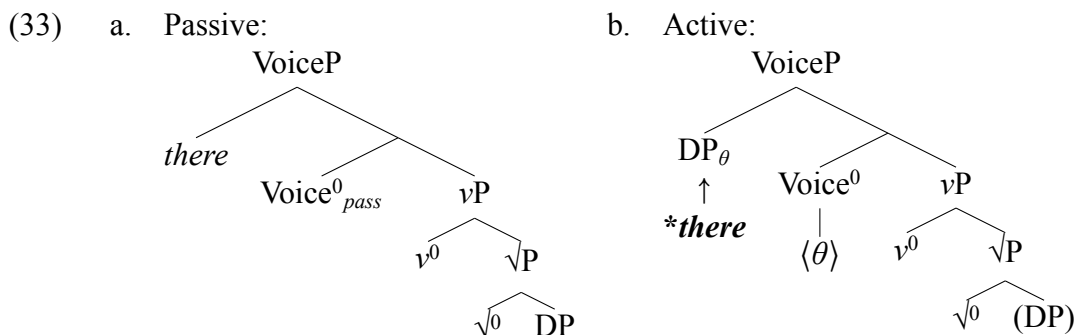 (33) a. Passive: b. Active:
VoiceP VoiceP
there DPθ
Voice⁰pass vP Voice⁰ vP
↑
*there
v⁰ √P ⟨θ⟩ v⁰ √P
√⁰ DP √⁰ (DP)